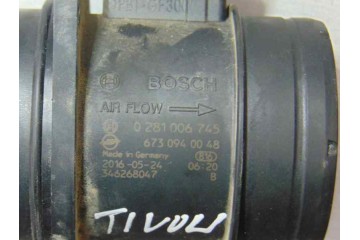 BOSCH
AIR FLOW
0 281 006 745
673 094 00 48
Made in Germany
2016-05-24 06:20
346268047 B
TIVOLI